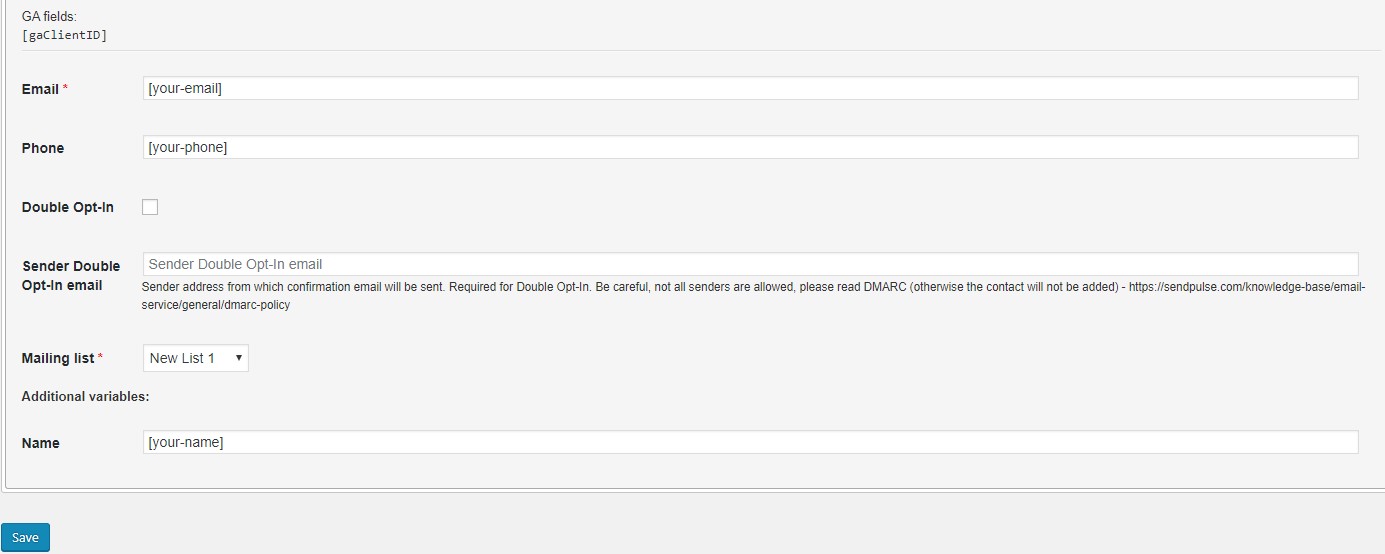 GA fields:
[gaClientID]
Email *
[your-email]
Phone
[your-phone]
Double Opt-In
Sender Double
Opt-In email
Sender Double Opt-In email
Sender address from which confirmation email will be sent. Required for Double Opt-In. Be careful, not all senders are allowed, please read DMARC (otherwise the contact will not be added) - https://sendpulse.com/knowledge-base/email-
service/general/dmarc-policy
Mailing list *
New List 1
Additional variables:
Name
[your-name]
Save